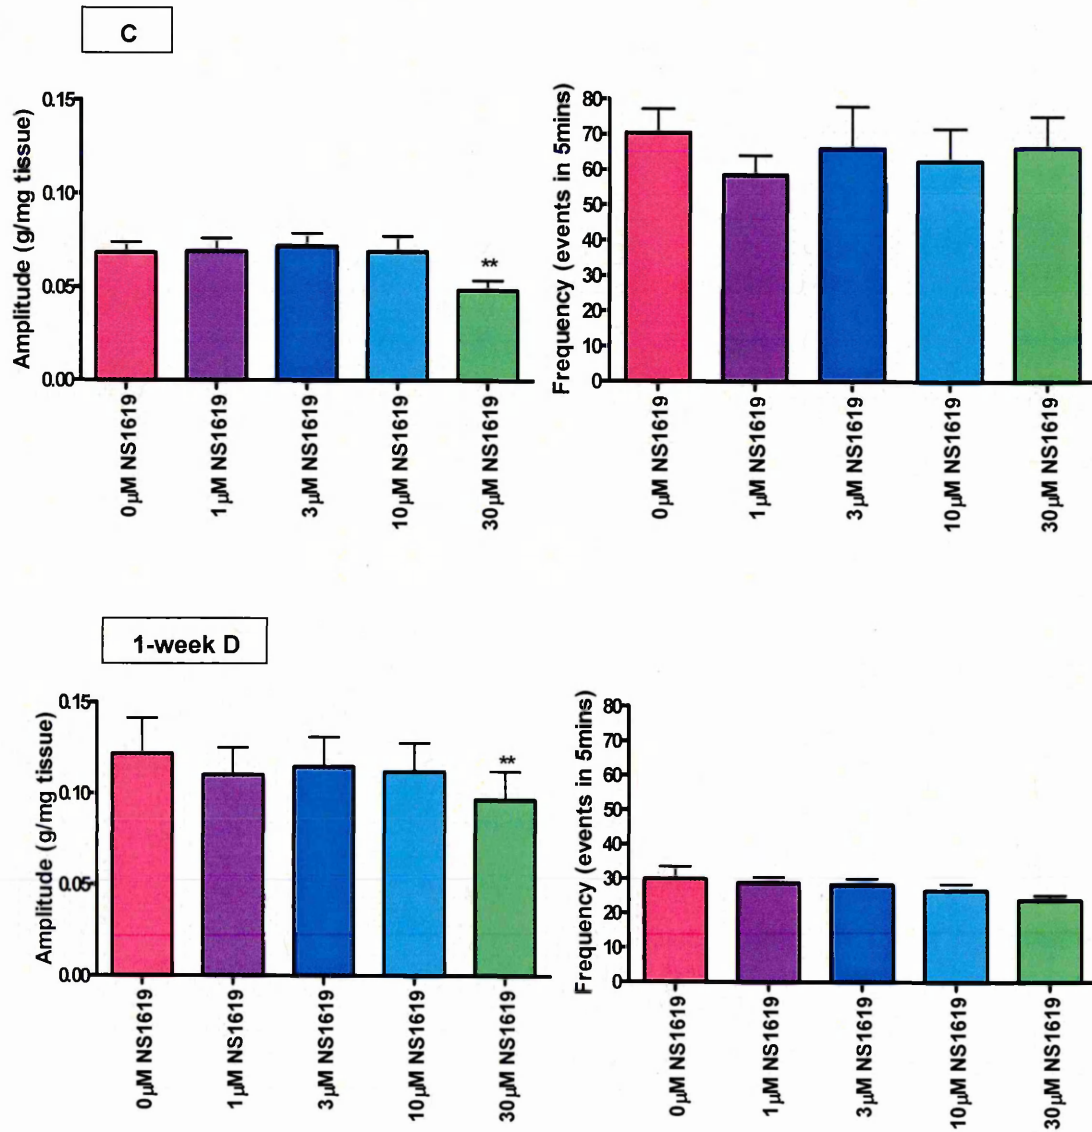 C
Amplitude (g/mg tissue)
0.15
0.10
0.05
0.00
**
0µM NS1619
1µM NS1619
3µM NS1619
10µM NS1619
30µM NS1619
Frequency (events in 5mins)
80
70
60
50
40
30
20
10
0
0µM NS1619
1µM NS1619
3µM NS1619
10µM NS1619
30µM NS1619
1-week D
Amplitude (g/mg tissue)
0.15
0.10
0.05
0.00
**
0µM NS1619
1µM NS1619
3µM NS1619
10µM NS1619
30µM NS1619
Frequency (events in 5mins)
80
70
60
50
40
30
20
10
0
0µM NS1619
1µM NS1619
3µM NS1619
10µM NS1619
30µM NS1619